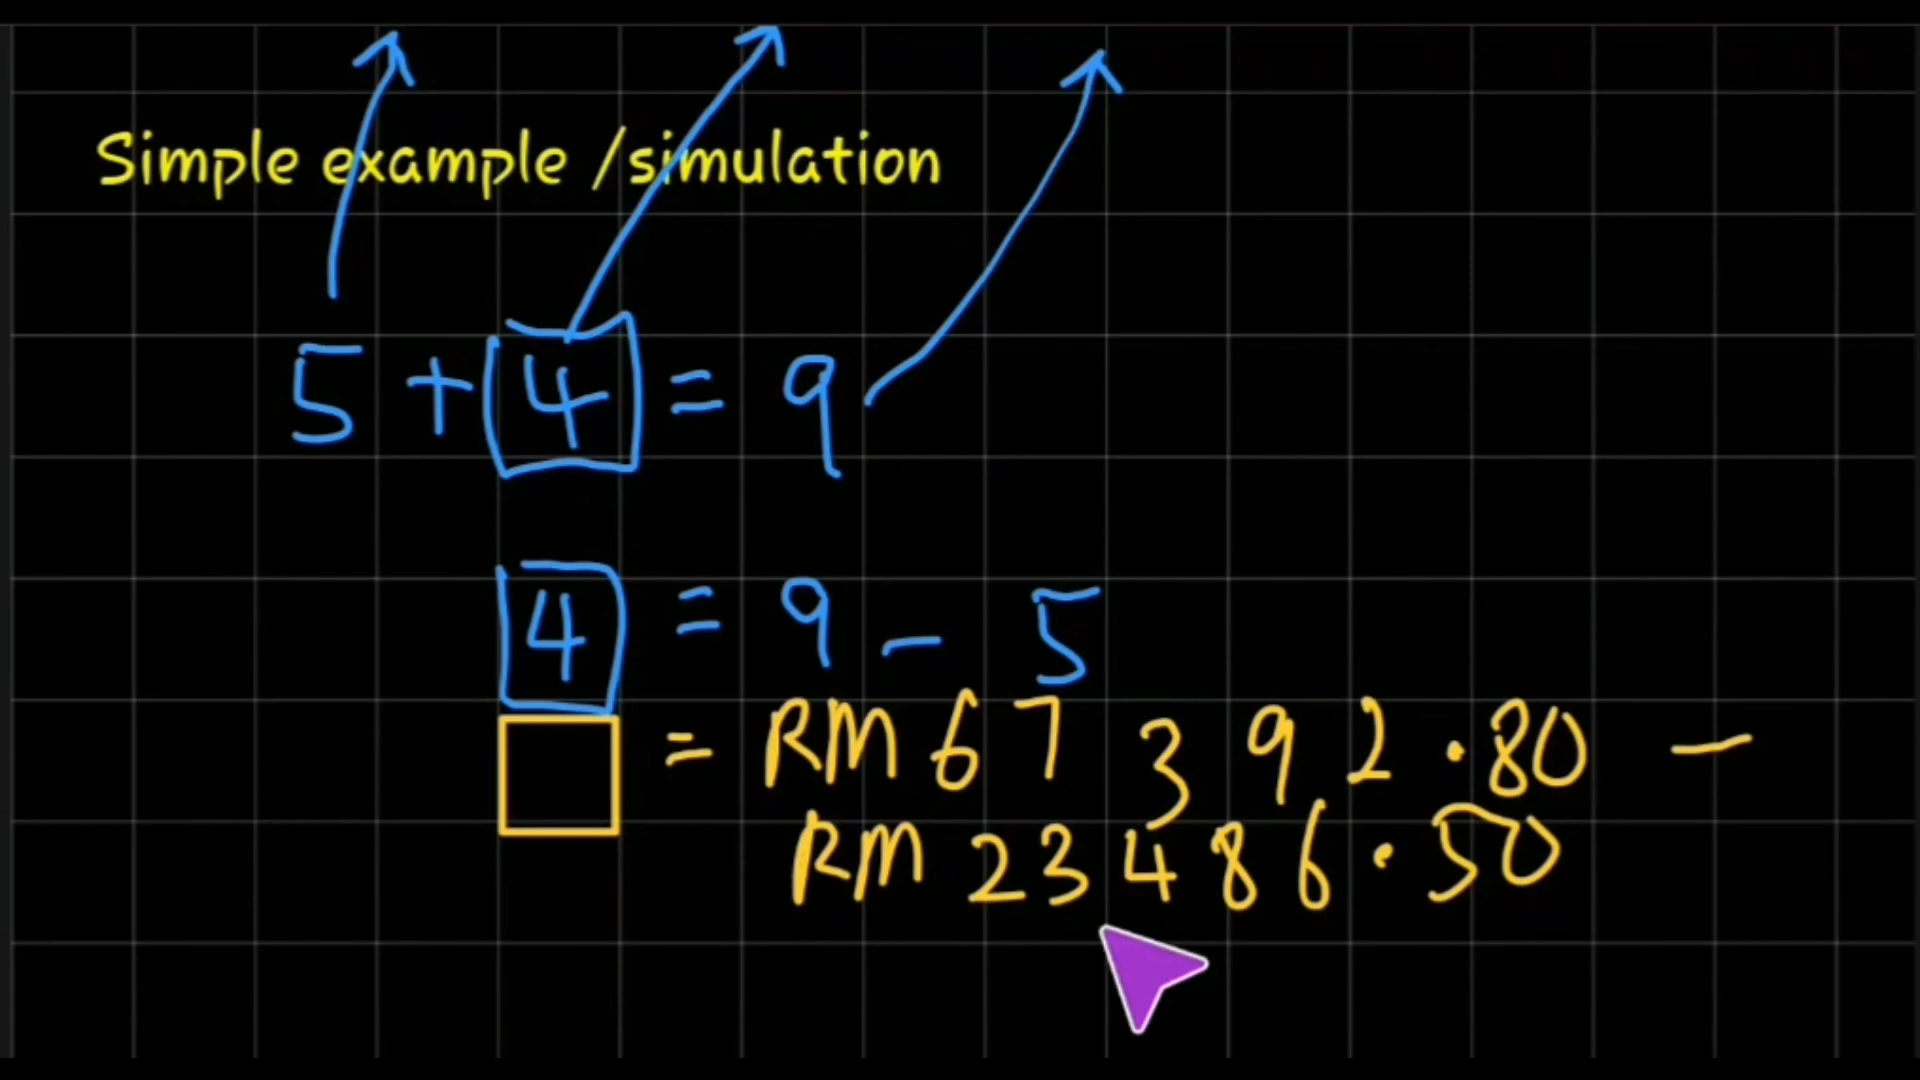 Simple example /simulation
5 + 4 = 9
4 = 9 - 5
= RM 67 392.80 -
RM 23 486.50